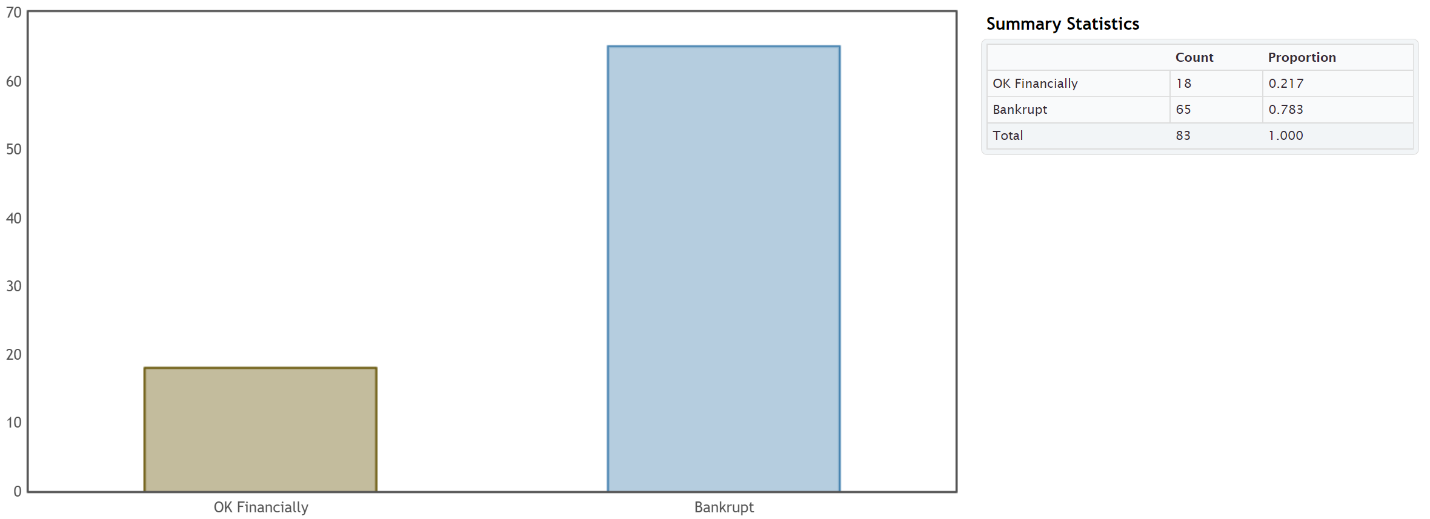 70
60
50
40
30
20
10
0
OK Financially Bankrupt
Summary Statistics
Count Proportion
OK Financially 18 0.217
Bankrupt 65 0.783
Total 83 1.000